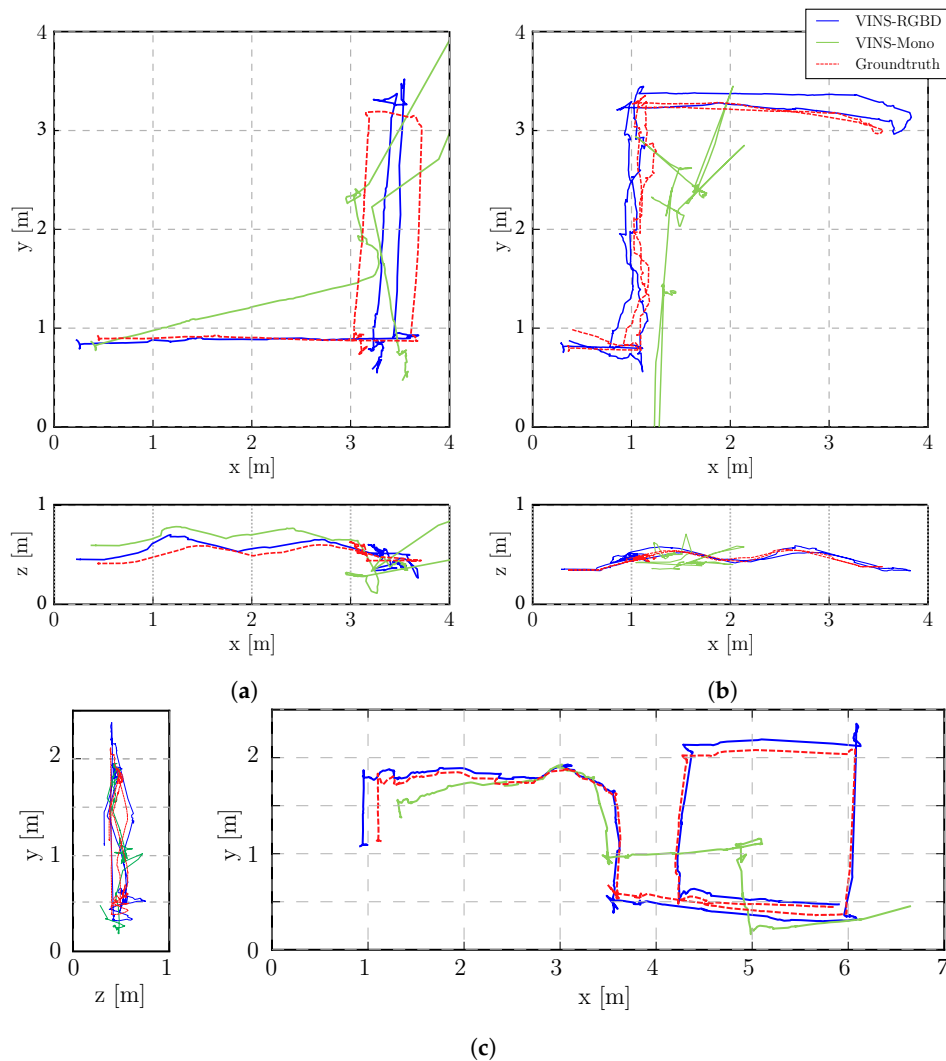 VINS-RGBD
VINS-Mono
Groundtruth
4
3
2
1
0
y [m]
0 1 2 3 4
x [m]
4
3
2
1
0
y [m]
0 1 2 3 4
x [m]
1
0
z [m]
0 1 2 3 4
x [m]
1
0
z [m]
0 1 2 3 4
x [m]
(a)
(b)
2
1
0
y [m]
0 1
z [m]
2
1
0
y [m]
0 1 2 3 4 5 6 7
x [m]
(c)